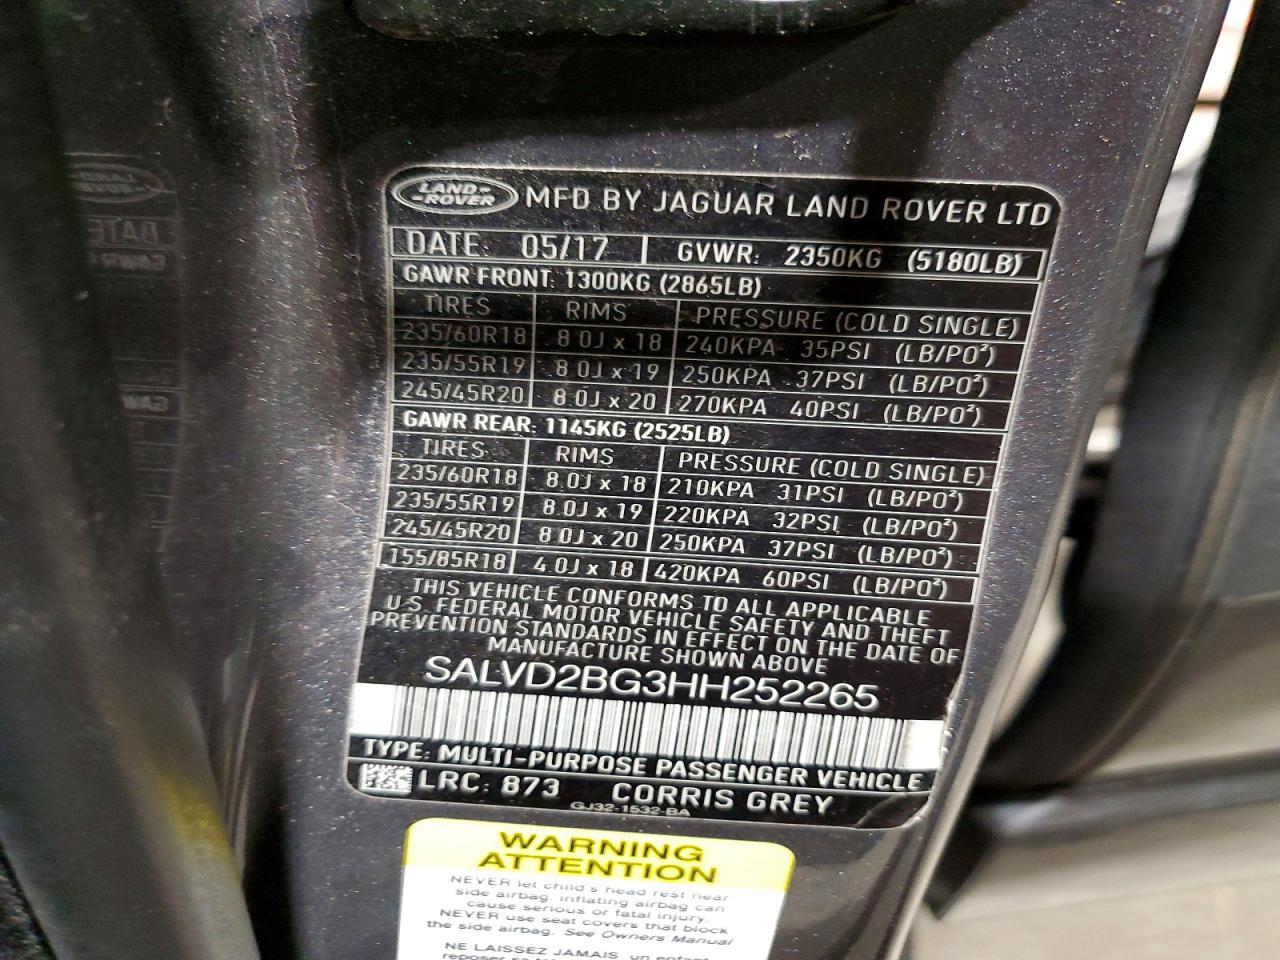 LAND-
-ROVER
MFD BY JAGUAR LAND ROVER LTD
DATE: 05/17 GVWR: 2350KG (5180LB)
GAWR FRONT: 1300KG (2865LB)
TIRES RIMS PRESSURE (COLD SINGLE)
235/60R18 8.0J x 18 240KPA 35PSI (LB/PO²)
235/55R19 8.0J x 19 250KPA 37PSI (LB/PO²)
245/45R20 8.0J x 20 270KPA 40PSI (LB/PO²)
GAWR REAR: 1145KG (2525LB)
TIRES RIMS PRESSURE (COLD SINGLE)
235/60R18 8.0J x 18 210KPA 31PSI (LB/PO²)
235/55R19 8.0J x 19 220KPA 32PSI (LB/PO²)
245/45R20 8.0J x 20 250KPA 37PSI (LB/PO²)
155/85R18 4.0J x 18 420KPA 60PSI (LB/PO²)
THIS VEHICLE CONFORMS TO ALL APPLICABLE
U.S. FEDERAL MOTOR VEHICLE SAFETY AND THEFT
PREVENTION STANDARDS IN EFFECT ON THE DATE OF
MANUFACTURE SHOWN ABOVE
SALVD2BG3HH252265
TYPE: MULTI-PURPOSE PASSENGER VEHICLE
LRC: 873 CORRIS GREY
GJ32-1532-BA
WARNING
ATTENTION
NEVER let child's head rest near
side airbag, inflating airbag can
cause serious or fatal injury.
NEVER use seat covers that block
the side airbag. See Owners Manual
NE LAISSEZ JAMAIS un enfant
reposer sa